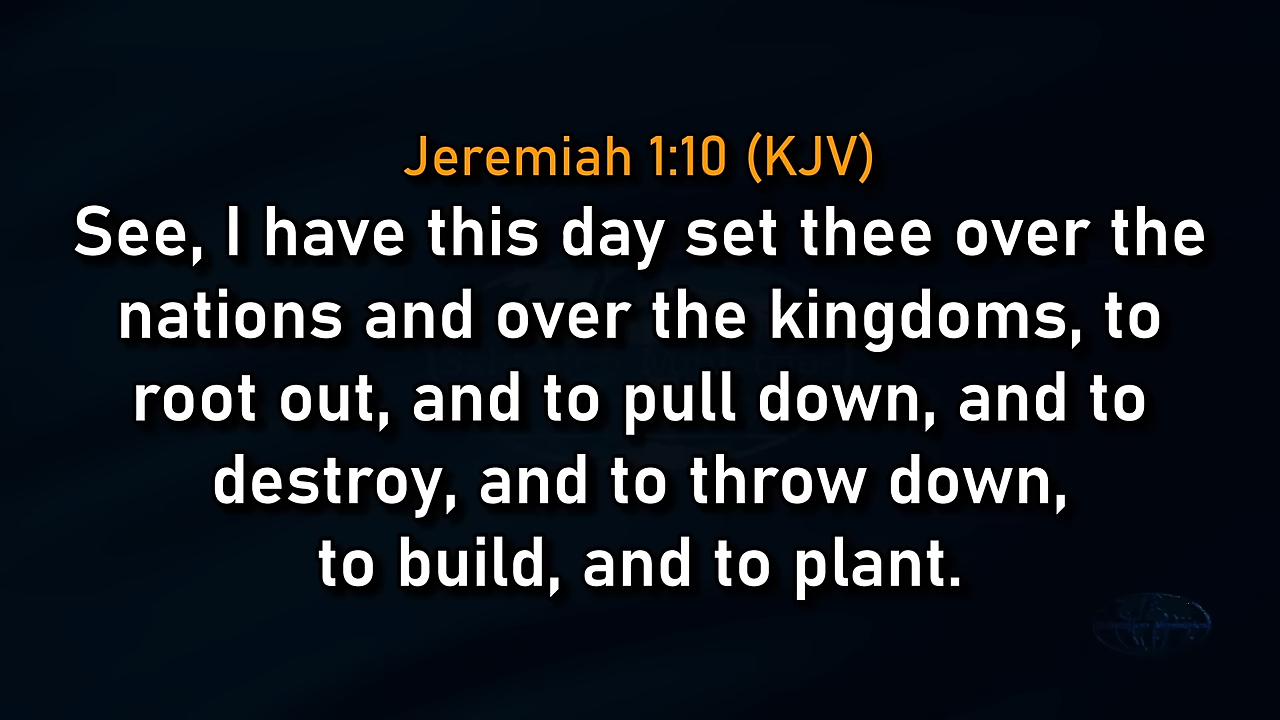 Jeremiah 1:10 (KJV)
See, I have this day set thee over the
nations and over the kingdoms, to
root out, and to pull down, and to
destroy, and to throw down,
to build, and to plant.